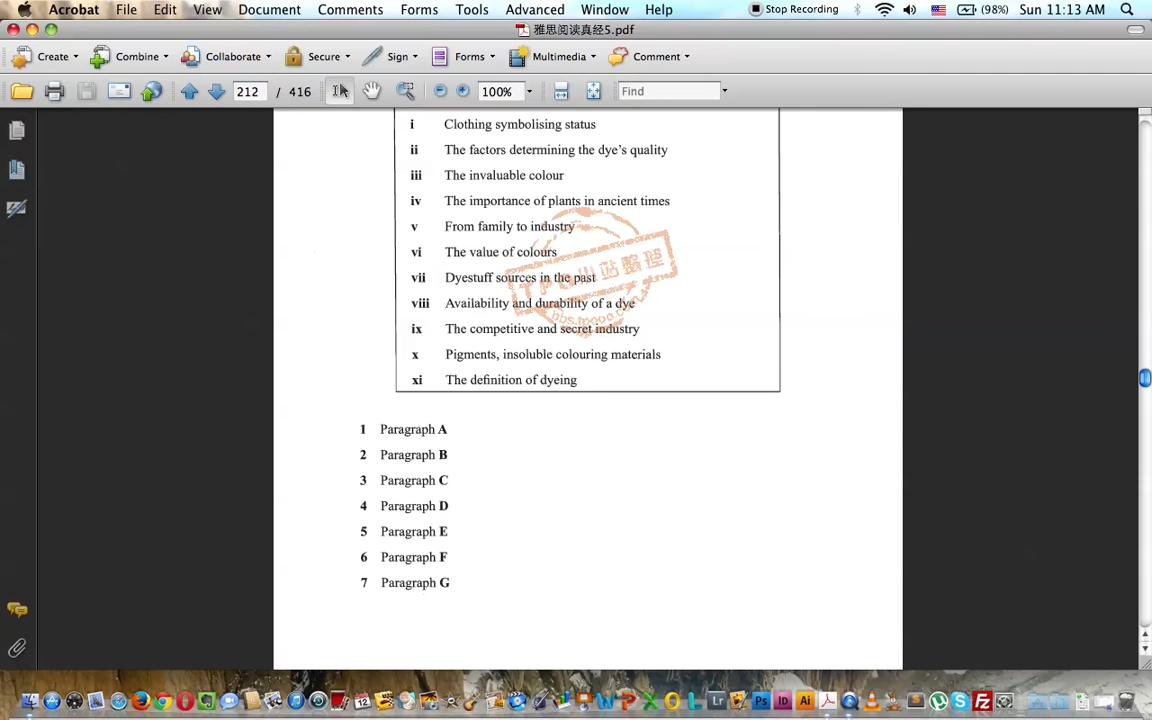 Acrobat File Edit View Document Comments Forms Tools Advanced Window Help Stop Recording (98%) Sun 11:13 AM
雅思阅读真经5.pdf
Create Combine Collaborate Secure Sign Forms Multimedia Comment
212 / 416 100% Find
i Clothing symbolising status
ii The factors determining the dye's quality
iii The invaluable colour
iv The importance of plants in ancient times
v From family to industry
vi The value of colours
vii Dyestuff sources in the past
viii Availability and durability of a dye
ix The competitive and secret industry
x Pigments, insoluble colouring materials
xi The definition of dyeing
1 Paragraph A
2 Paragraph B
3 Paragraph C
4 Paragraph D
5 Paragraph E
6 Paragraph F
7 Paragraph G